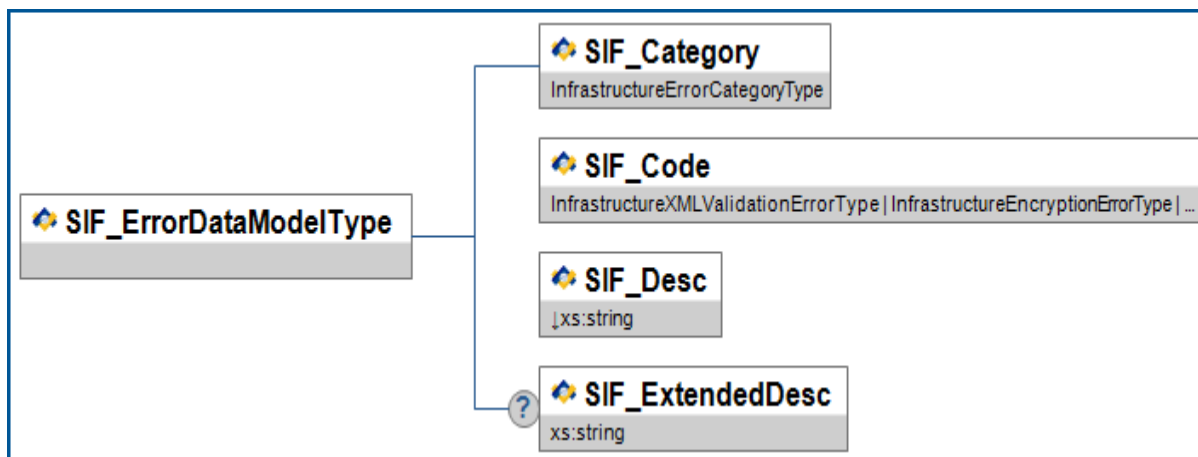 SIF_Category
InfrastructureErrorCategoryType
SIF_Code
InfrastructureXMLValidationErrorType | InfrastructureEncryptionErrorType | ...
SIF_ErrorDataModelType
SIF_Desc
↓xs:string
?
SIF_ExtendedDesc
xs:string